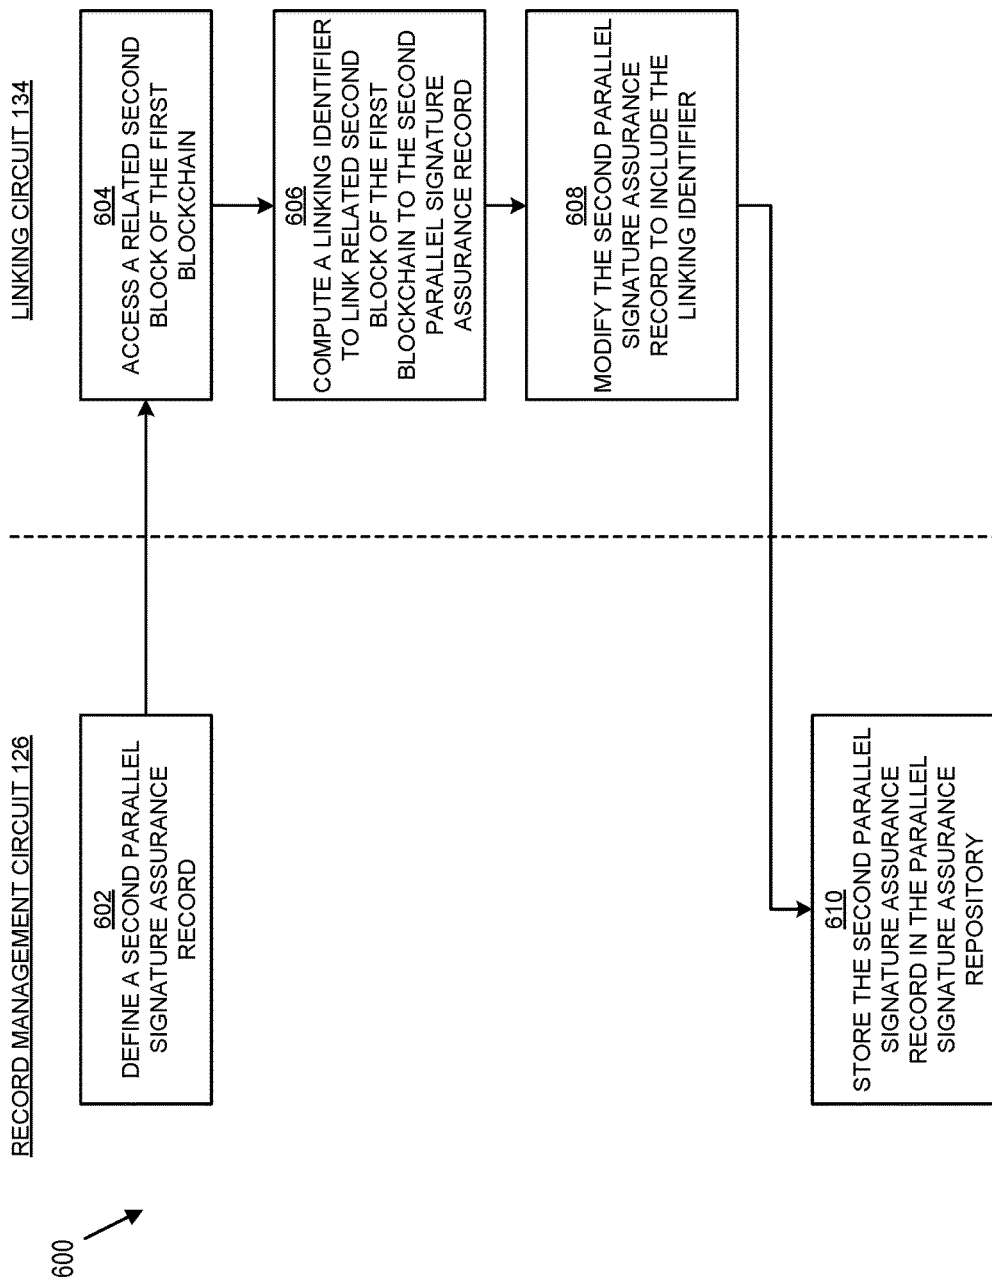 600
RECORD MANAGEMENT CIRCUIT 126
LINKING CIRCUIT 134
602
DEFINE A SECOND PARALLEL
SIGNATURE ASSURANCE
RECORD
604
ACCESS A RELATED SECOND
BLOCK OF THE FIRST
BLOCKCHAIN
606
COMPUTE A LINKING IDENTIFIER
TO LINK RELATED SECOND
BLOCK OF THE FIRST
BLOCKCHAIN TO THE SECOND
PARALLEL SIGNATURE
ASSURANCE RECORD
608
MODIFY THE SECOND PARALLEL
SIGNATURE ASSURANCE
RECORD TO INCLUDE THE
LINKING IDENTIFIER
610
STORE THE SECOND PARALLEL
SIGNATURE ASSURANCE
RECORD IN THE PARALLEL
SIGNATURE ASSURANCE
REPOSITORY